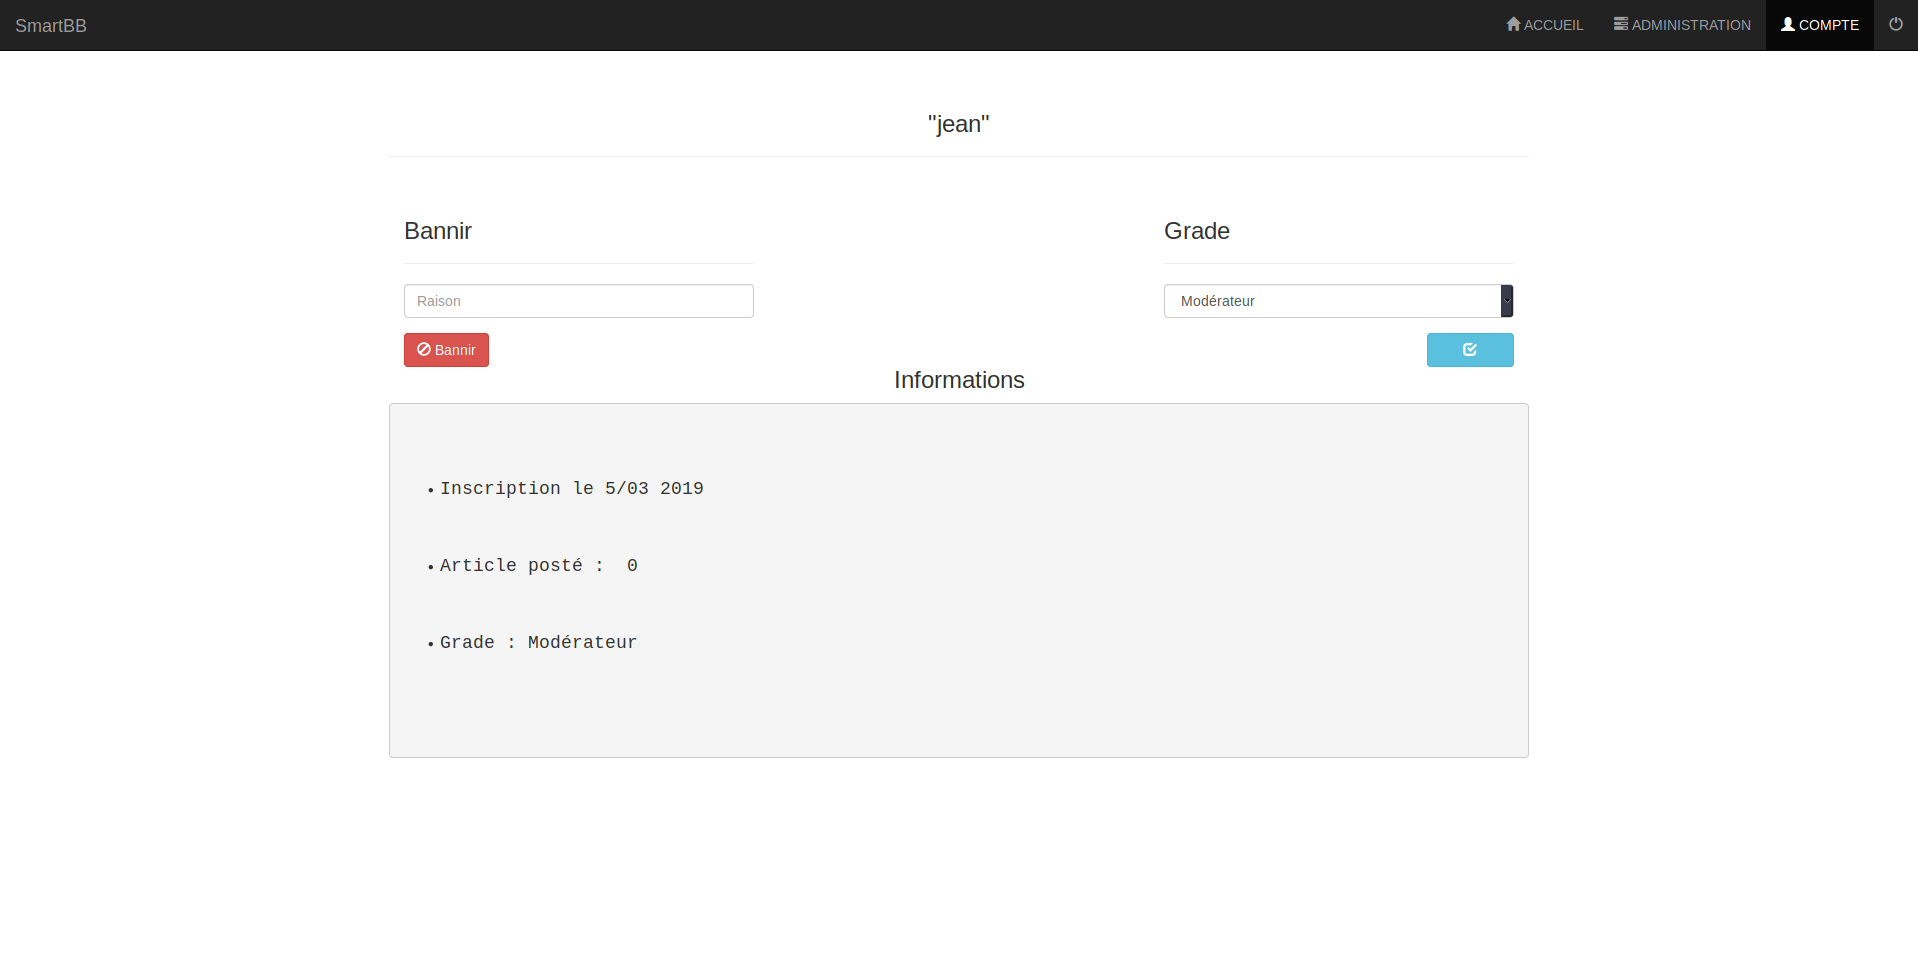 SmartBB
ACCUEIL
ADMINISTRATION
COMPTE
"jean"
Bannir
Grade
Raison
Modérateur
Bannir
Informations
• Inscription le 5/03 2019
• Article posté :  0
• Grade : Modérateur